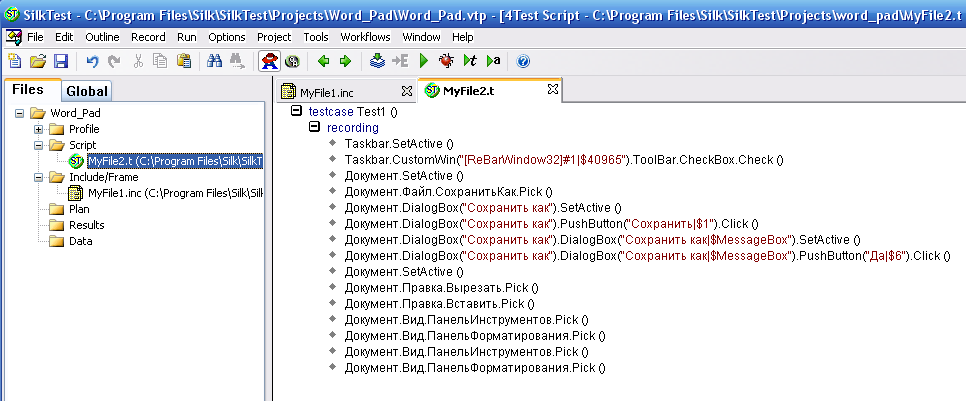 SilkTest - C:\Program Files\Silk\SilkTest\Projects\Word_Pad\Word_Pad.vtp - [4Test Script - C:\Program Files\Silk\SilkTest\Projects\word_pad\MyFile2.t
File Edit Outline Record Run Options Project Tools Workflows Window Help
Files Global
MyFile1.inc MyFile2.t
Word_Pad
Profile
Script
MyFile2.t (C:\Program Files\Silk\SilkT
Include/Frame
MyFile1.inc (C:\Program Files\Silk\Sil
Plan
Results
Data
testcase Test1 ()
recording
Taskbar.SetActive ()
Taskbar.CustomWin("[ReBarWindow32]#1|$40965").ToolBar.CheckBox.Check ()
Документ.SetActive ()
Документ.Файл.СохранитьКак.Pick ()
Документ.DialogBox("Сохранить как").SetActive ()
Документ.DialogBox("Сохранить как").PushButton("Сохранить|$1").Click ()
Документ.DialogBox("Сохранить как").DialogBox("Сохранить как|$MessageBox").SetActive ()
Документ.DialogBox("Сохранить как").DialogBox("Сохранить как|$MessageBox").PushButton("Да|$6").Click ()
Документ.SetActive ()
Документ.Правка.Вырезать.Pick ()
Документ.Правка.Вставить.Pick ()
Документ.Вид.ПанельИнструментов.Pick ()
Документ.Вид.ПанельФорматирования.Pick ()
Документ.Вид.ПанельИнструментов.Pick ()
Документ.Вид.ПанельФорматирования.Pick ()